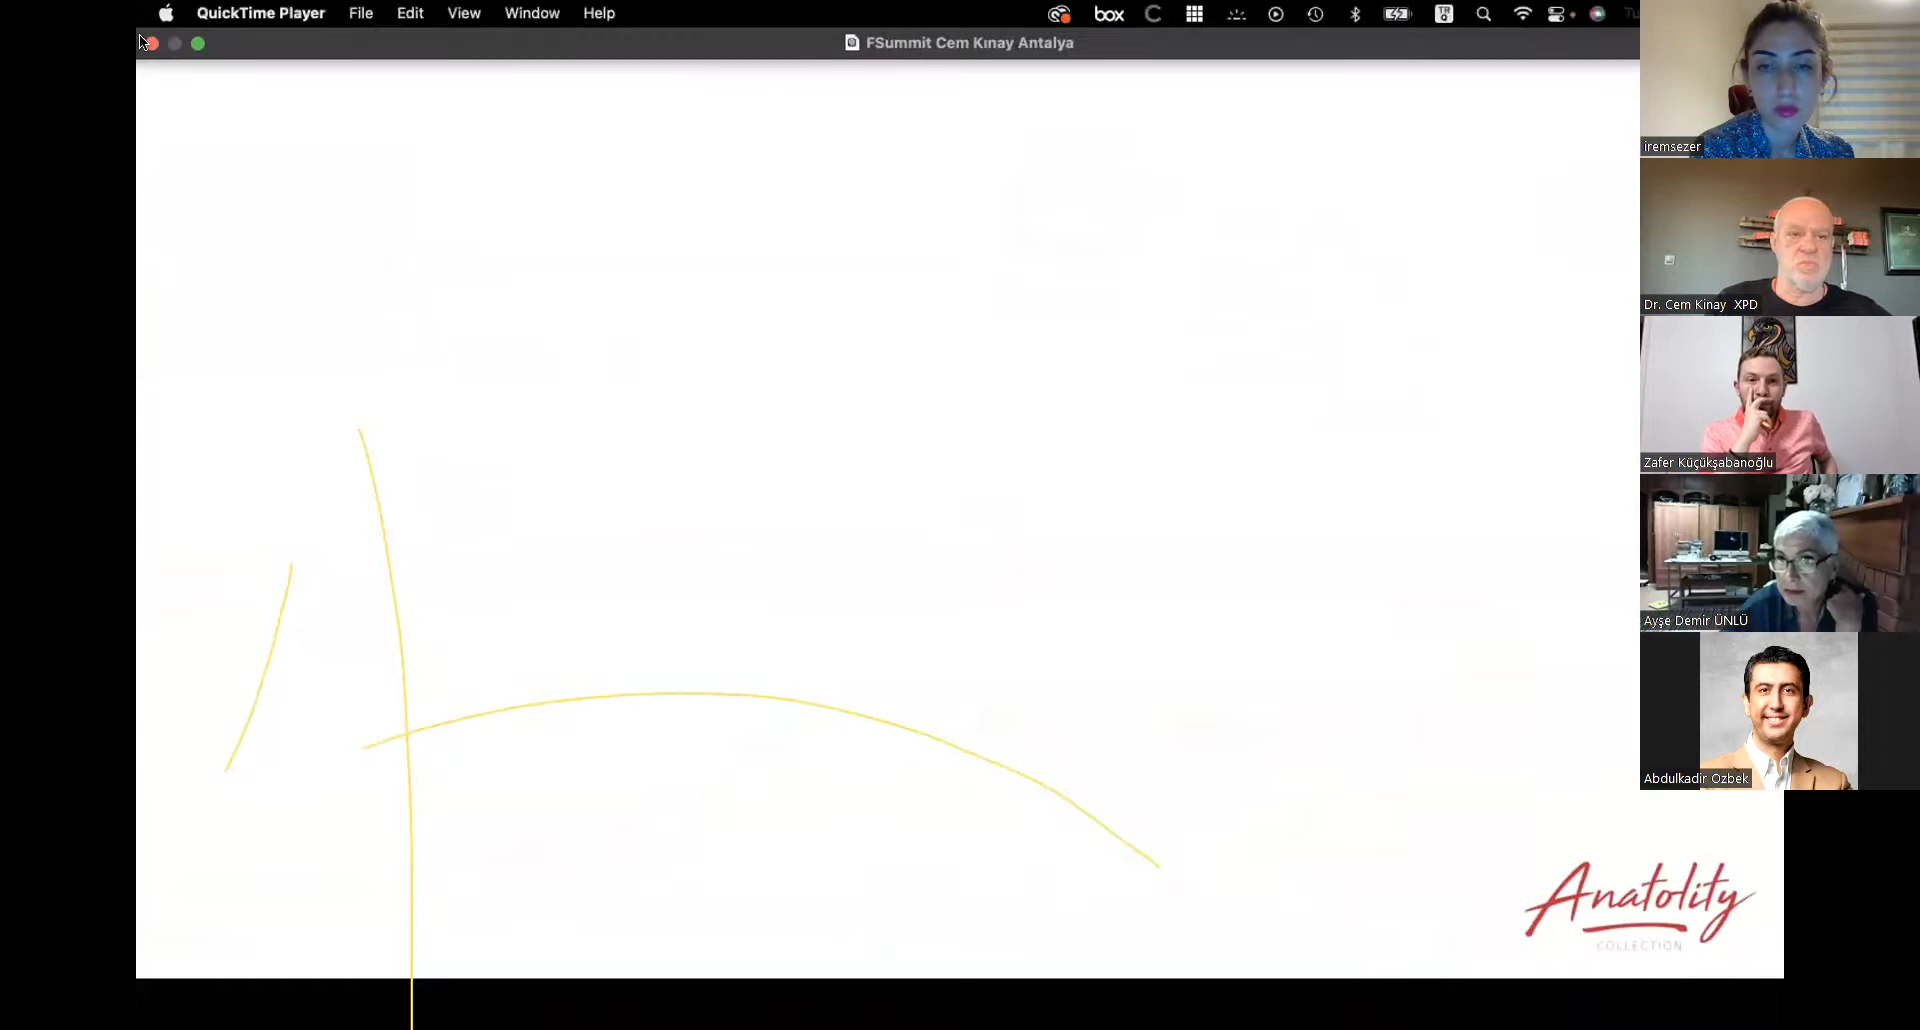 QuickTime Player File Edit View Window Help
box
TR
Q
FSummit Cem Kınay Antalya
iremsezer
Dr. Cem Kinay XPD
Zafer Küçükşabanoğlu
Ayşe Demir ÜNLÜ
Abdulkadir Ozbek
Anatolity
COLLECTION